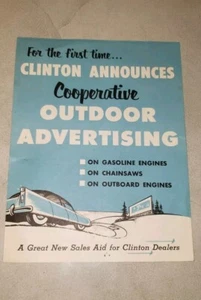 For the first time...
CLINTON ANNOUNCES
Cooperative
OUTDOOR
ADVERTISING
ON GASOLINE ENGINES
ON CHAINSAWS
ON OUTBOARD ENGINES
A Great New Sales Aid for Clinton Dealers